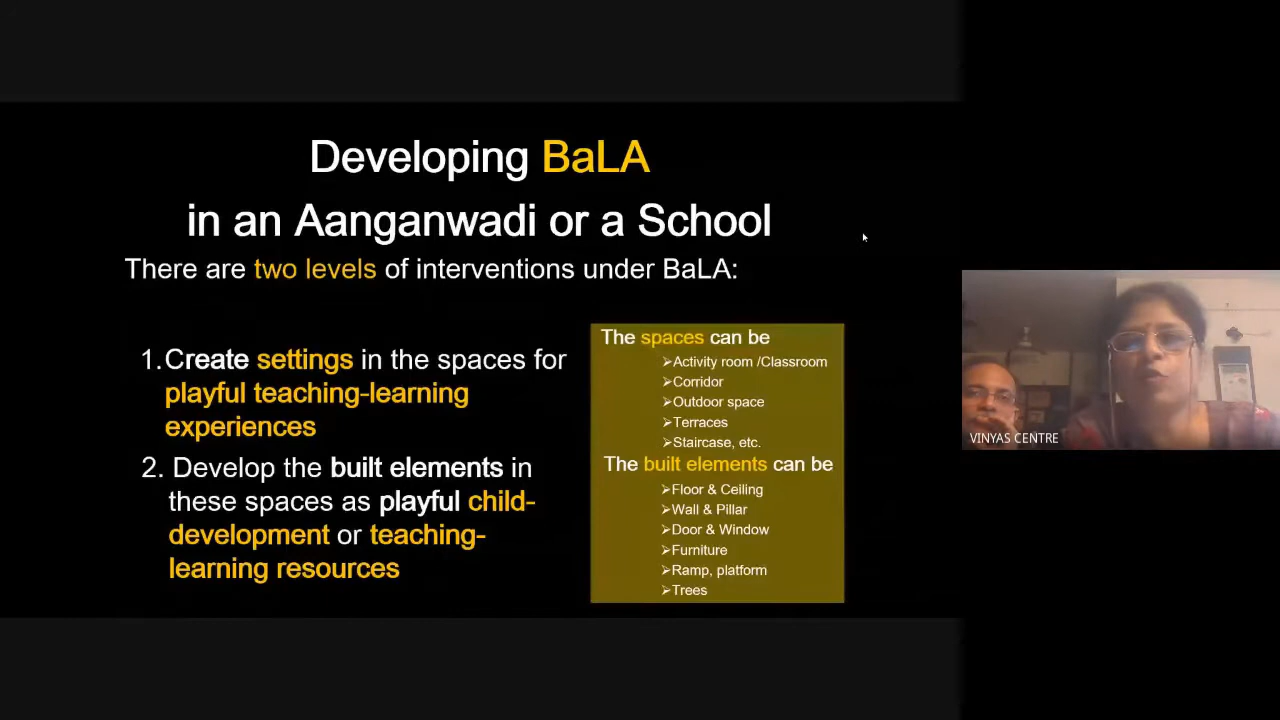 Developing BaLA
in an Aanganwadi or a School
There are two levels of interventions under BaLA:
1.Create settings in the spaces for
playful teaching-learning
experiences
2. Develop the built elements in
these spaces as playful child-
development or teaching-
learning resources
The spaces can be
➢Activity room /Classroom
➢Corridor
➢Outdoor space
➢Terraces
➢Staircase, etc.
The built elements can be
➢Floor & Ceiling
➢Wall & Pillar
➢Door & Window
➢Furniture
➢Ramp, platform
➢Trees
VINYAS CENTRE